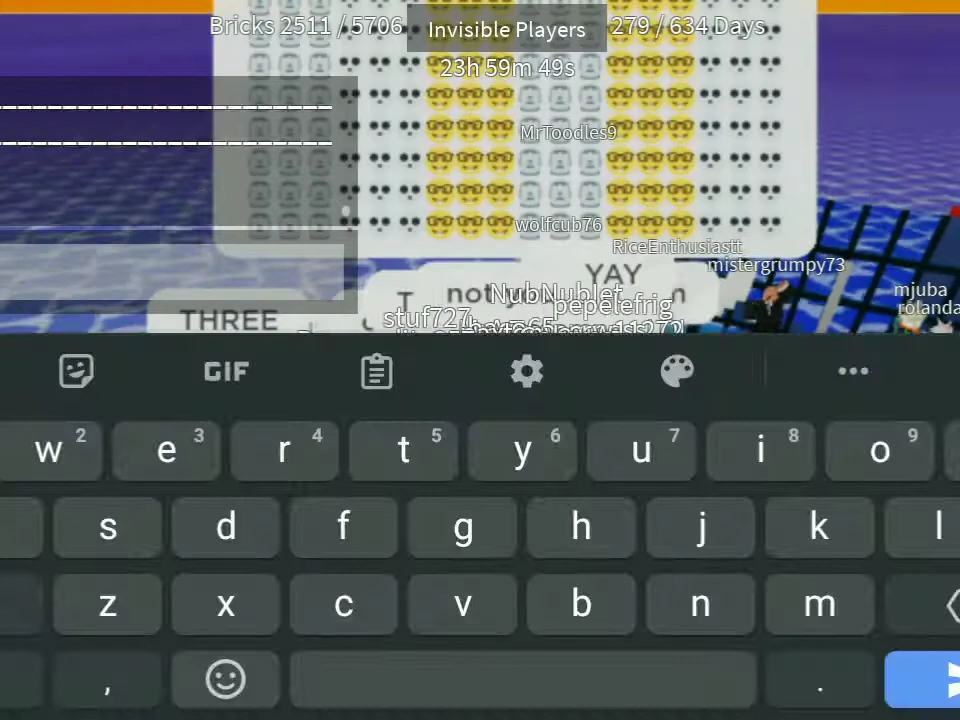 Bricks 2511 / 5706
Invisible Players
279 / 634 Days
23h 59m 49s
MrToodles9
wolfcub76
RiceEnthusiastt
mistergrumpy73
YAY
mjuba
rolanda
NubNublet
pepelefrig
stuf727
THREE
GIF
w 2 e 3 r 4 t 5 y 6 u 7 i 8 o 9
s d f g h j k l
z x c v b n m
, .